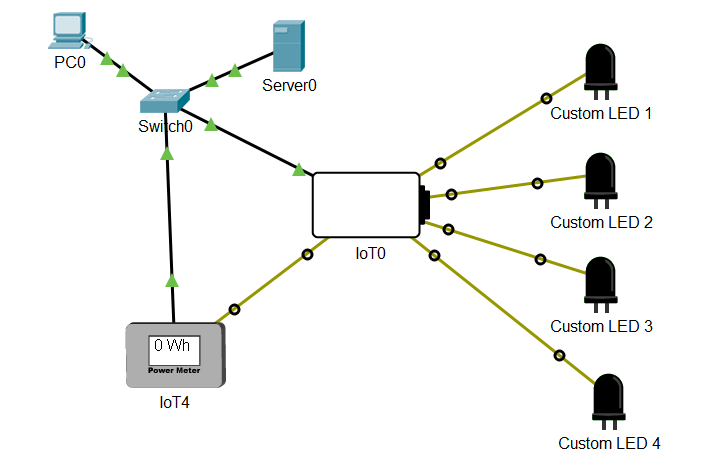 PC0
Server0
Switch0
Custom LED 1
Custom LED 2
IoT0
Custom LED 3
0 Wh
Power Meter
IoT4
Custom LED 4